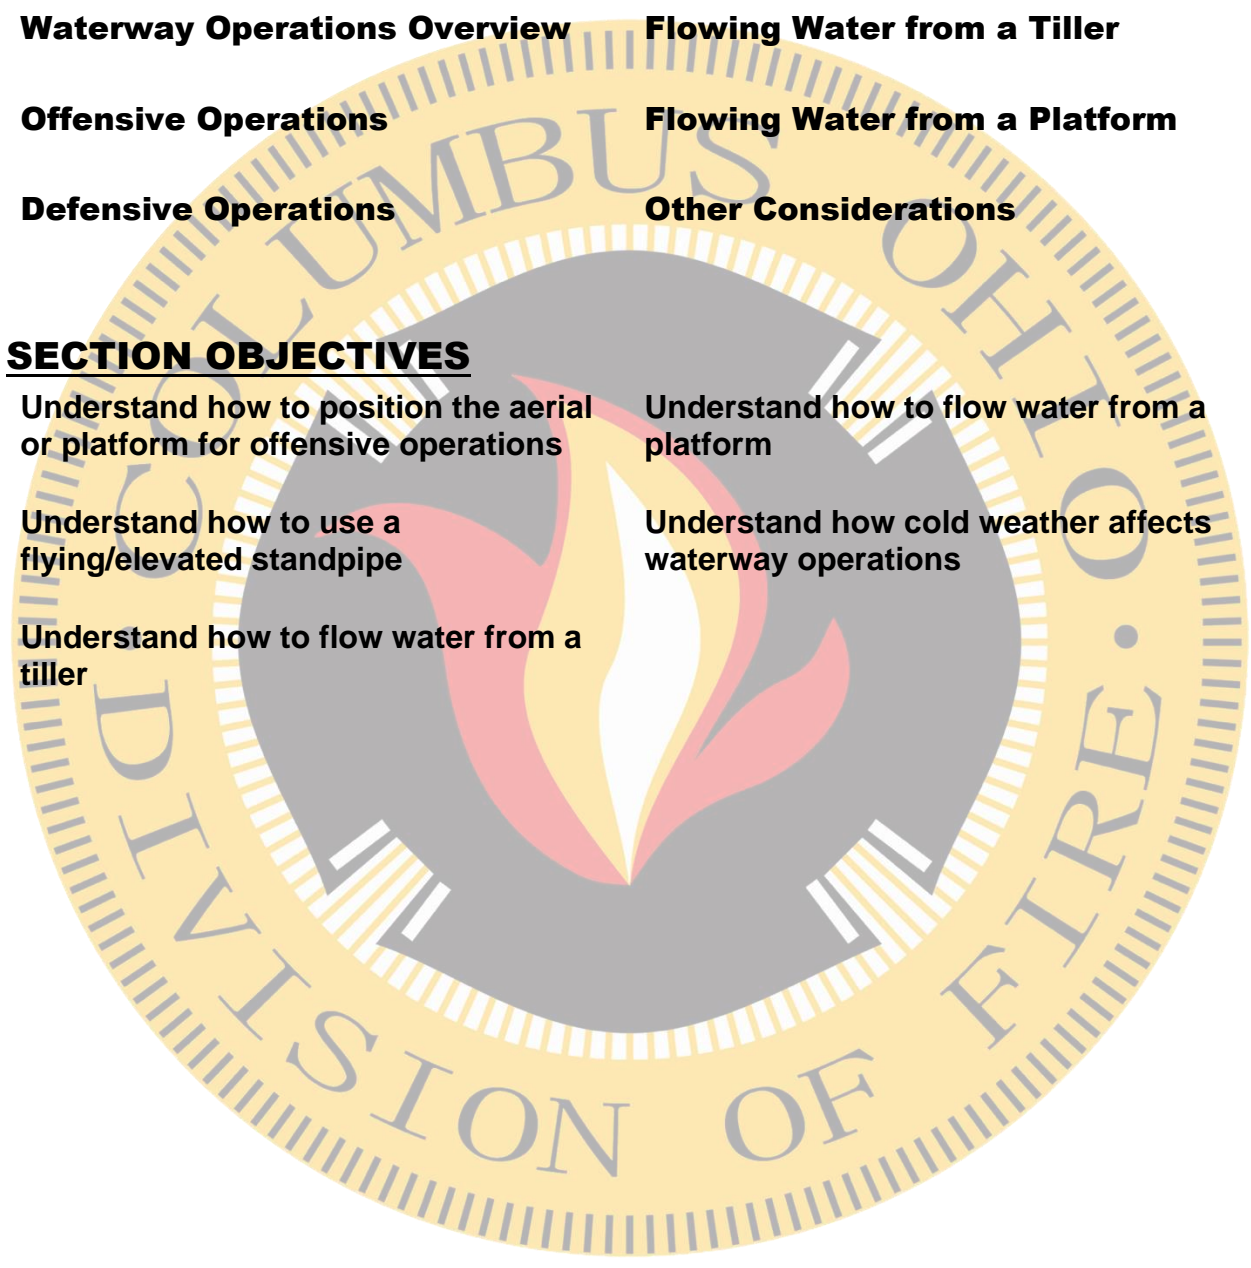 Waterway Operations Overview
Offensive Operations
Defensive Operations
Flowing Water from a Tiller
Flowing Water from a Platform
Other Considerations
SECTION OBJECTIVES
Understand how to position the aerial
or platform for offensive operations
Understand how to use a
flying/elevated standpipe
Understand how to flow water from a
tiller
Understand how to flow water from a
platform
Understand how cold weather affects
waterway operations
COLUMBUS OHIO
DIVISION OF FIRE